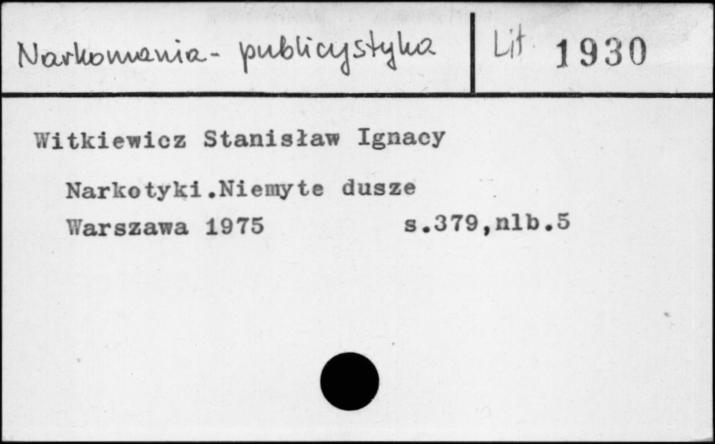 Narkomania - publicystyka
Lit 1930
Witkiewicz Stanisław Ignacy
Narkotyki.Niemyte dusze
Warszawa 1975 s.379,nlb.5